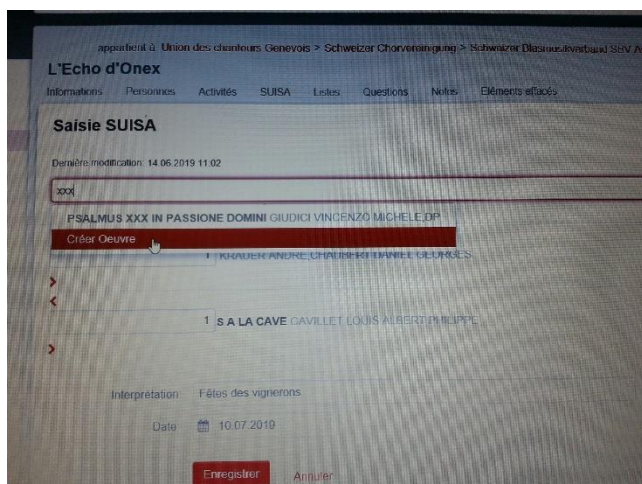 appartient à Union des chanteurs Genevois > Schweizer Chorvereinigung > Schweizer Blasmusikverband SBV A
L'Echo d'Onex
Informations Personnes Activités SUISA Listes Questions Notes Eléments effacés
Saisie SUISA
Dernière modification: 14.06.2019 11:02
xxx
PSALMUS XXX IN PASSIONE DOMINI GIUDICI VINCENZO MICHELE,DP
Créer Oeuvre
1 KRAUER ANDRE,CHAUBERT DANIEL GEORGES
>
<
1 S A LA CAVE GAVILLET LOUIS ALBERT PHILIPPE
>
Interprétation Fêtes des vignerons
Date 10.07.2019
Enregistrer Annuler